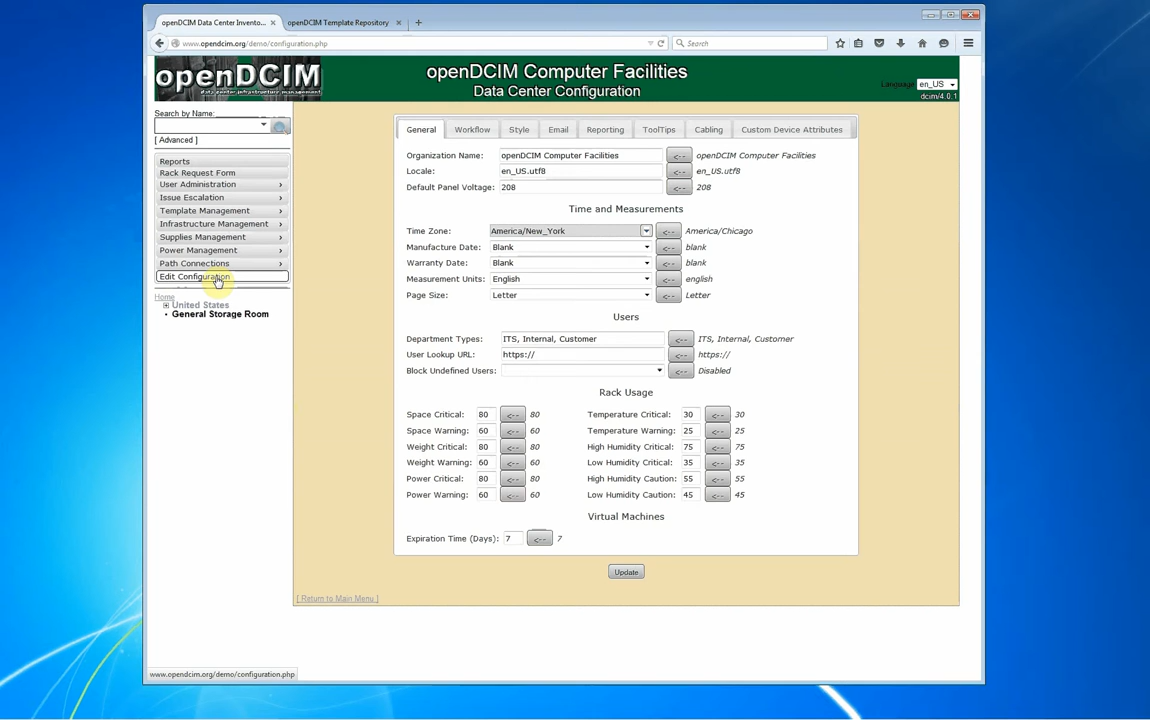 openDCIM Data Center Invento... ×
openDCIM Template Repository ×
www.opendcim.org/demo/configuration.php
Search
openDCIM
data center infrastructure management
openDCIM Computer Facilities
Data Center Configuration
Language en_US
dcim/4.0.1
Search by Name:
[ Advanced ]
Reports
Rack Request Form
User Administration
Issue Escalation
Template Management
Infrastructure Management
Supplies Management
Power Management
Path Connections
Edit Configuration
Home
United States
General Storage Room
General Workflow Style Email Reporting ToolTips Cabling Custom Device Attributes
Organization Name: openDCIM Computer Facilities <-- openDCIM Computer Facilities
Locale: en_US.utf8 <-- en_US.utf8
Default Panel Voltage: 208 <-- 208
Time and Measurements
Time Zone: America/New_York <-- America/Chicago
Manufacture Date: Blank <-- blank
Warranty Date: Blank <-- blank
Measurement Units: English <-- english
Page Size: Letter <-- Letter
Users
Department Types: ITS, Internal, Customer <-- ITS, Internal, Customer
User Lookup URL: https:// <-- https://
Block Undefined Users: <-- Disabled
Rack Usage
Space Critical: 80 <-- 80 Temperature Critical: 30 <-- 30
Space Warning: 60 <-- 60 Temperature Warning: 25 <-- 25
Weight Critical: 80 <-- 80 High Humidity Critical: 75 <-- 75
Weight Warning: 60 <-- 60 Low Humidity Critical: 35 <-- 35
Power Critical: 80 <-- 80 High Humidity Caution: 55 <-- 55
Power Warning: 60 <-- 60 Low Humidity Caution: 45 <-- 45
Virtual Machines
Expiration Time (Days): 7 <-- 7
Update
[ Return to Main Menu ]
www.opendcim.org/demo/configuration.php